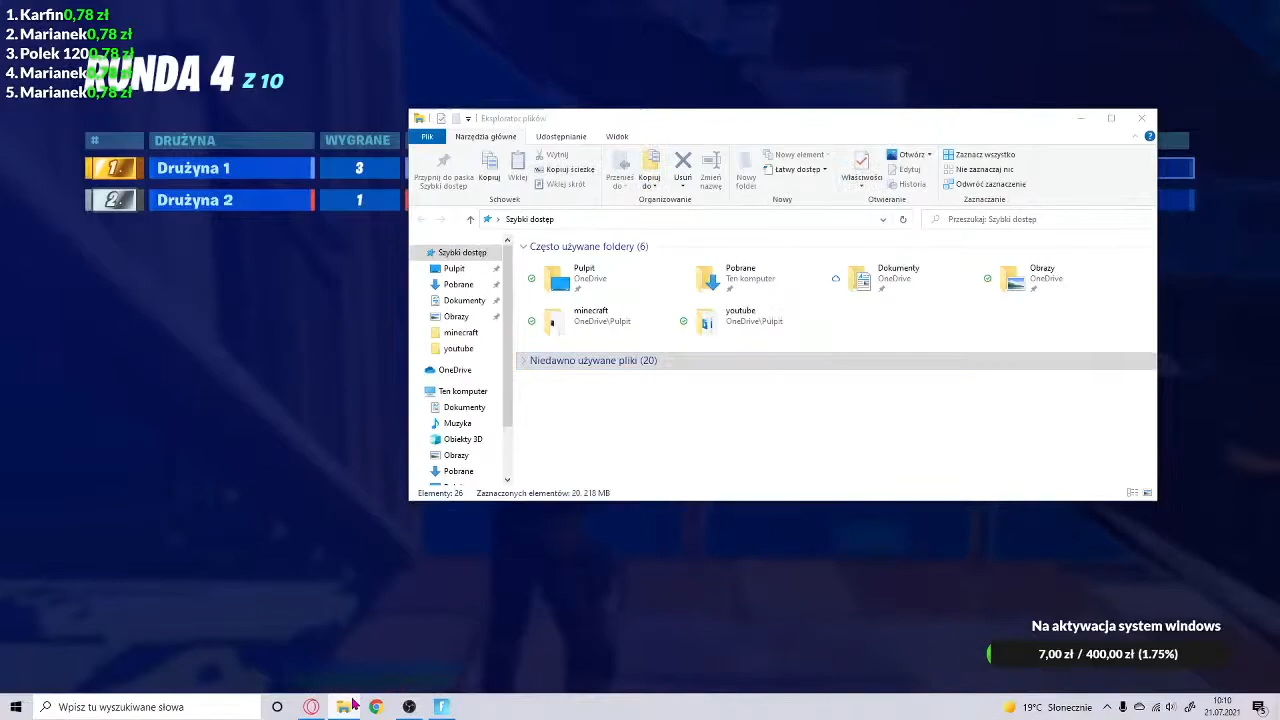 1. Karfin0,78 zł
2. Marianek0,78 zł
3. Polek 1200,78 zł
4. Marianek0,78 zł
5. Marianek0,78 zł
RUNDA 4 Z 10
# DRUŻYNA WYGRANE
1. Drużyna 1 3
2. Drużyna 2 1
Eksplorator plików
Plik Narzędzia główne Udostępnianie Widok
Przypnij do paska Szybki dostęp
Kopiuj
Wklej
Wytnij
Kopiuj ścieżkę
Wklej skrót
Schowek
Przenieś do
Kopiuj do
Usuń
Zmień nazwę
Organizowanie
Nowy folder
Nowy element
Łatwy dostęp
Nowy
Właściwości
Otwórz
Edytuj
Historia
Otwieranie
Zaznacz wszystko
Nie zaznaczaj nic
Odwróć zaznaczenie
Zaznaczanie
Szybki dostęp
Przeszukaj: Szybki dostęp
Szybki dostęp
Pulpit
Pobrane
Dokumenty
Obrazy
minecraft
youtube
OneDrive
Ten komputer
Dokumenty
Muzyka
Obiekty 3D
Obrazy
Pobrane
Często używane foldery (6)
Pulpit
OneDrive
Pobrane
Ten komputer
Dokumenty
OneDrive
Obrazy
OneDrive
minecraft
OneDrive\Pulpit
youtube
OneDrive\Pulpit
Niedawno używane pliki (20)
Elementy: 26 Zaznaczonych elementów: 20. 218 MB
Na aktywacja system windows
7,00 zł / 400,00 zł (1.75%)
Wpisz tu wyszukiwane słowa
19°C Słonecznie
10:10
21.07.2021